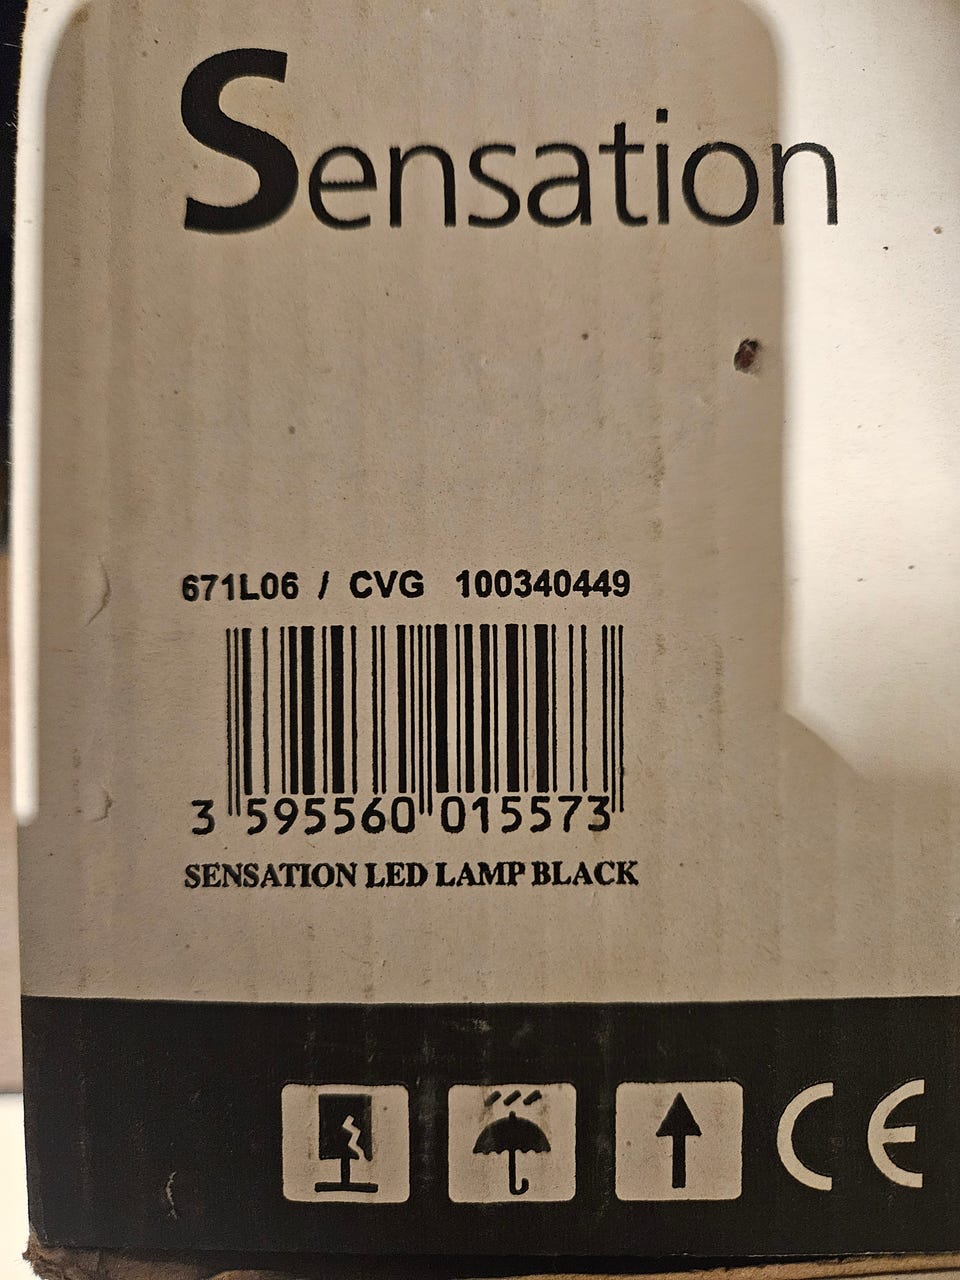 Sensation
671L06 / CVG 100340449
3 595560 015573
SENSATION LED LAMP BLACK
CE